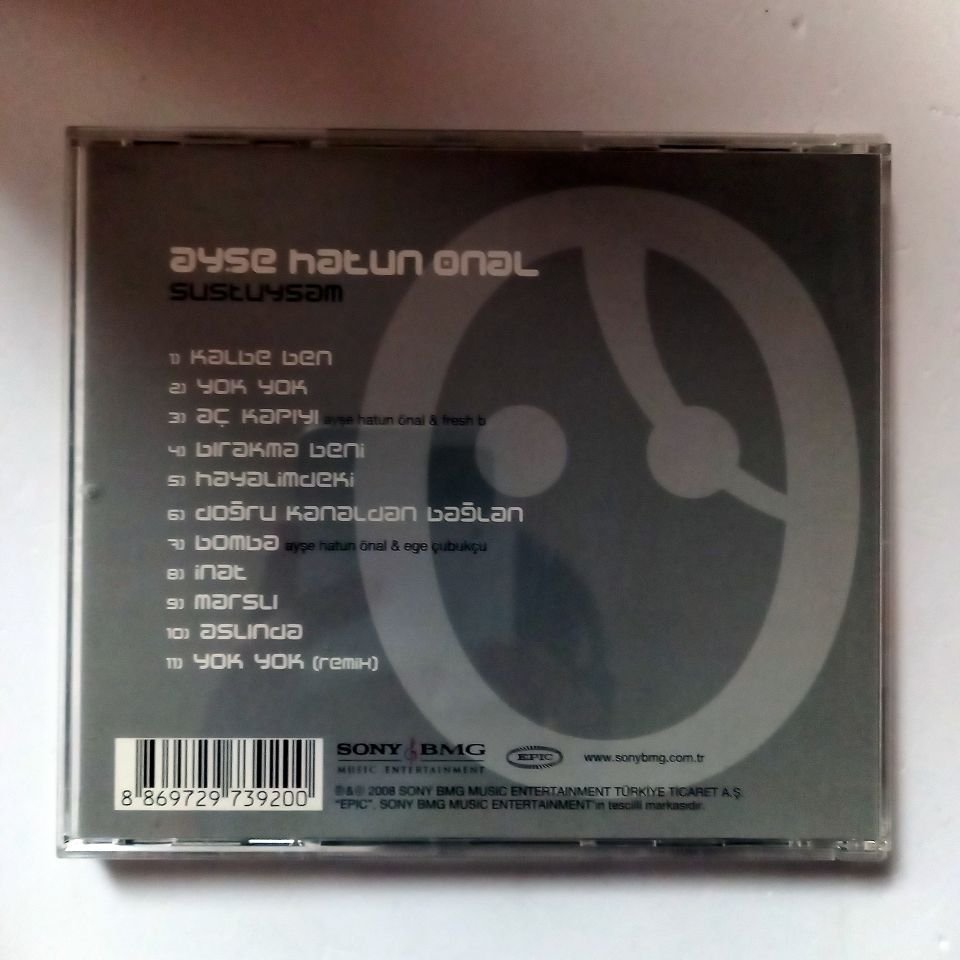 ayşe hatun önal
sustuysam
1) kalbe ben
2) yok yok
3) aç kapıyı ayşe hatun önal & fresh b
4) bırakma beni
5) hayalimdeki
6) doğru kanaldan bağlan
7) bomba ayşe hatun önal & ege çubukçu
8) inat
9) marslı
10) aslında
11) yok yok (remix)
SONY BMG
MUSIC ENTERTAINMENT
EPIC
www.sonybmg.com.tr
8 869729 739200
℗&© 2008 SONY BMG MUSIC ENTERTAINMENT TÜRKİYE TİCARET A.Ş.
"EPIC", SONY BMG MUSIC ENTERTAINMENT'ın tescilli markasıdır.